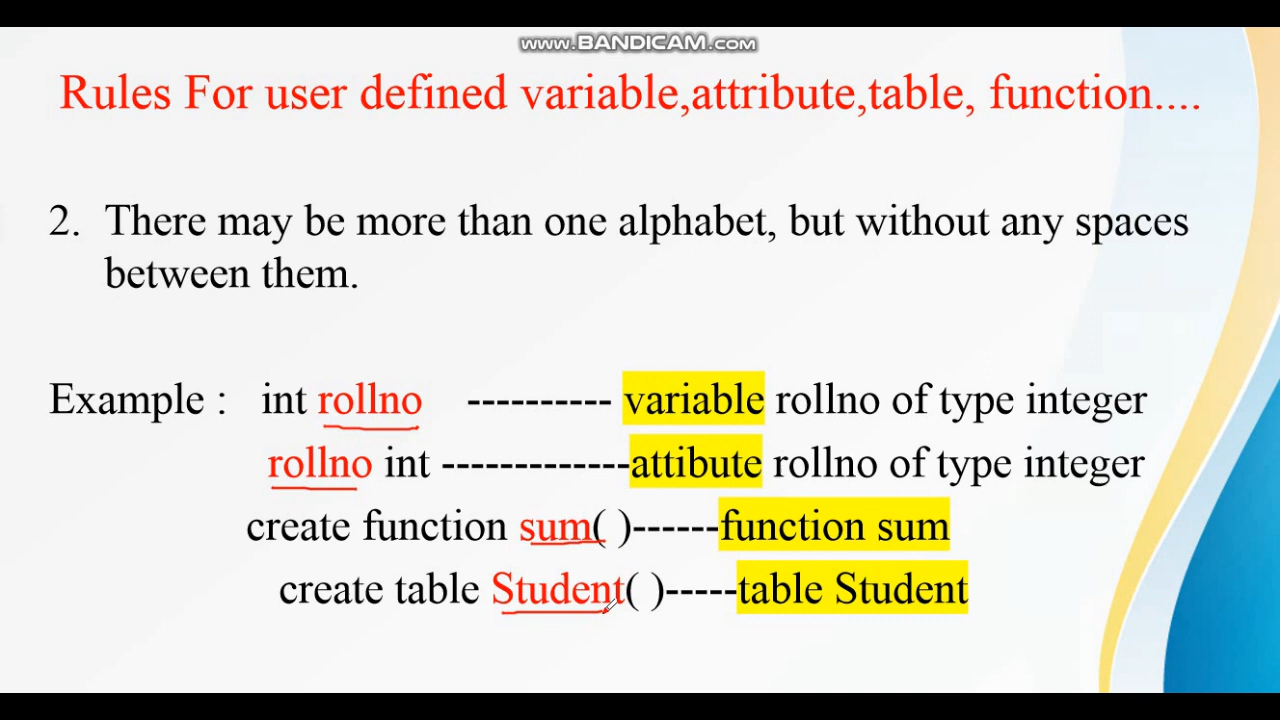 www.BANDICAM.com
Rules For user defined variable,attribute,table, function....
2. There may be more than one alphabet, but without any spaces
between them.
Example : int rollno ---------- variable rollno of type integer
rollno int -------------attibute rollno of type integer
create function sum( )------function sum
create table Student( )-----table Student